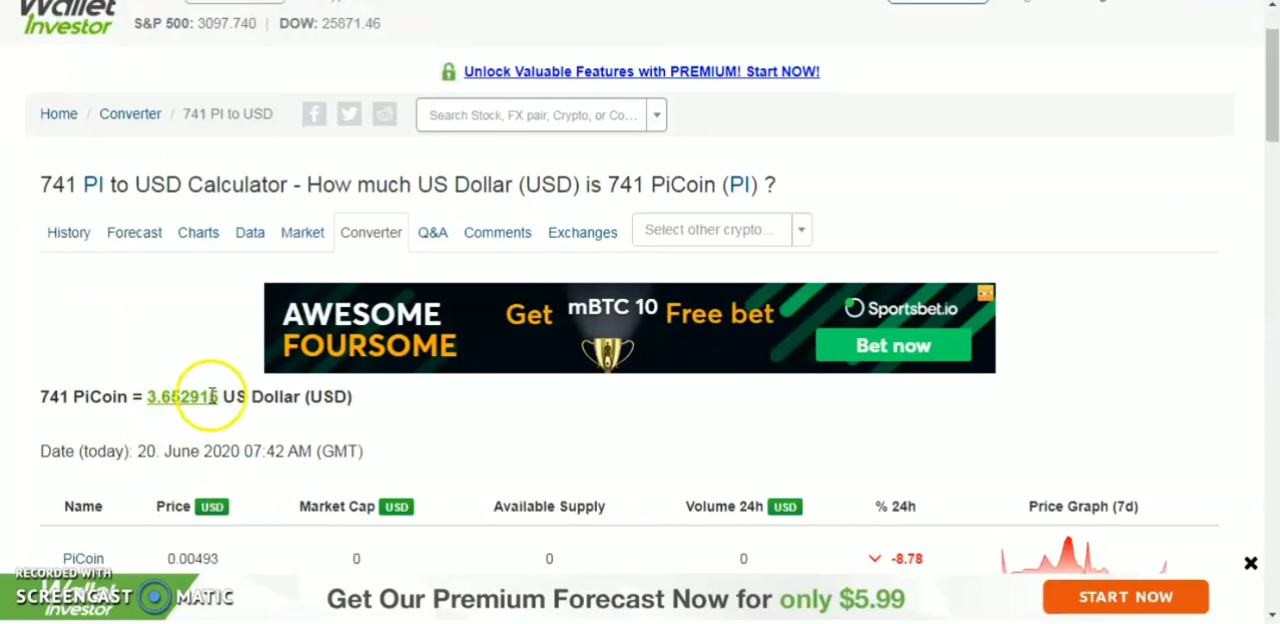 Wallet
Investor
S&P 500: 3097.740 | DOW: 25871.46
Unlock Valuable Features with PREMIUM! Start NOW!
Home / Converter / 741 PI to USD
Search Stock, FX pair, Crypto, or Co...
741 PI to USD Calculator - How much US Dollar (USD) is 741 PiCoin (PI) ?
History Forecast Charts Data Market Converter Q&A Comments Exchanges Select other crypto...
AWESOME
FOURSOME
Get mBTC 10 Free bet
Sportsbet.io
Bet now
741 PiCoin = 3.652915 US Dollar (USD)
Date (today): 20. June 2020 07:42 AM (GMT)
Name Price USD Market Cap USD Available Supply Volume 24h USD % 24h Price Graph (7d)
PiCoin 0.00493 0 0 0 -8.78
RECORDED WITH
SCREENCAST MATIC
Wallet
Investor
Get Our Premium Forecast Now for only $5.99
START NOW